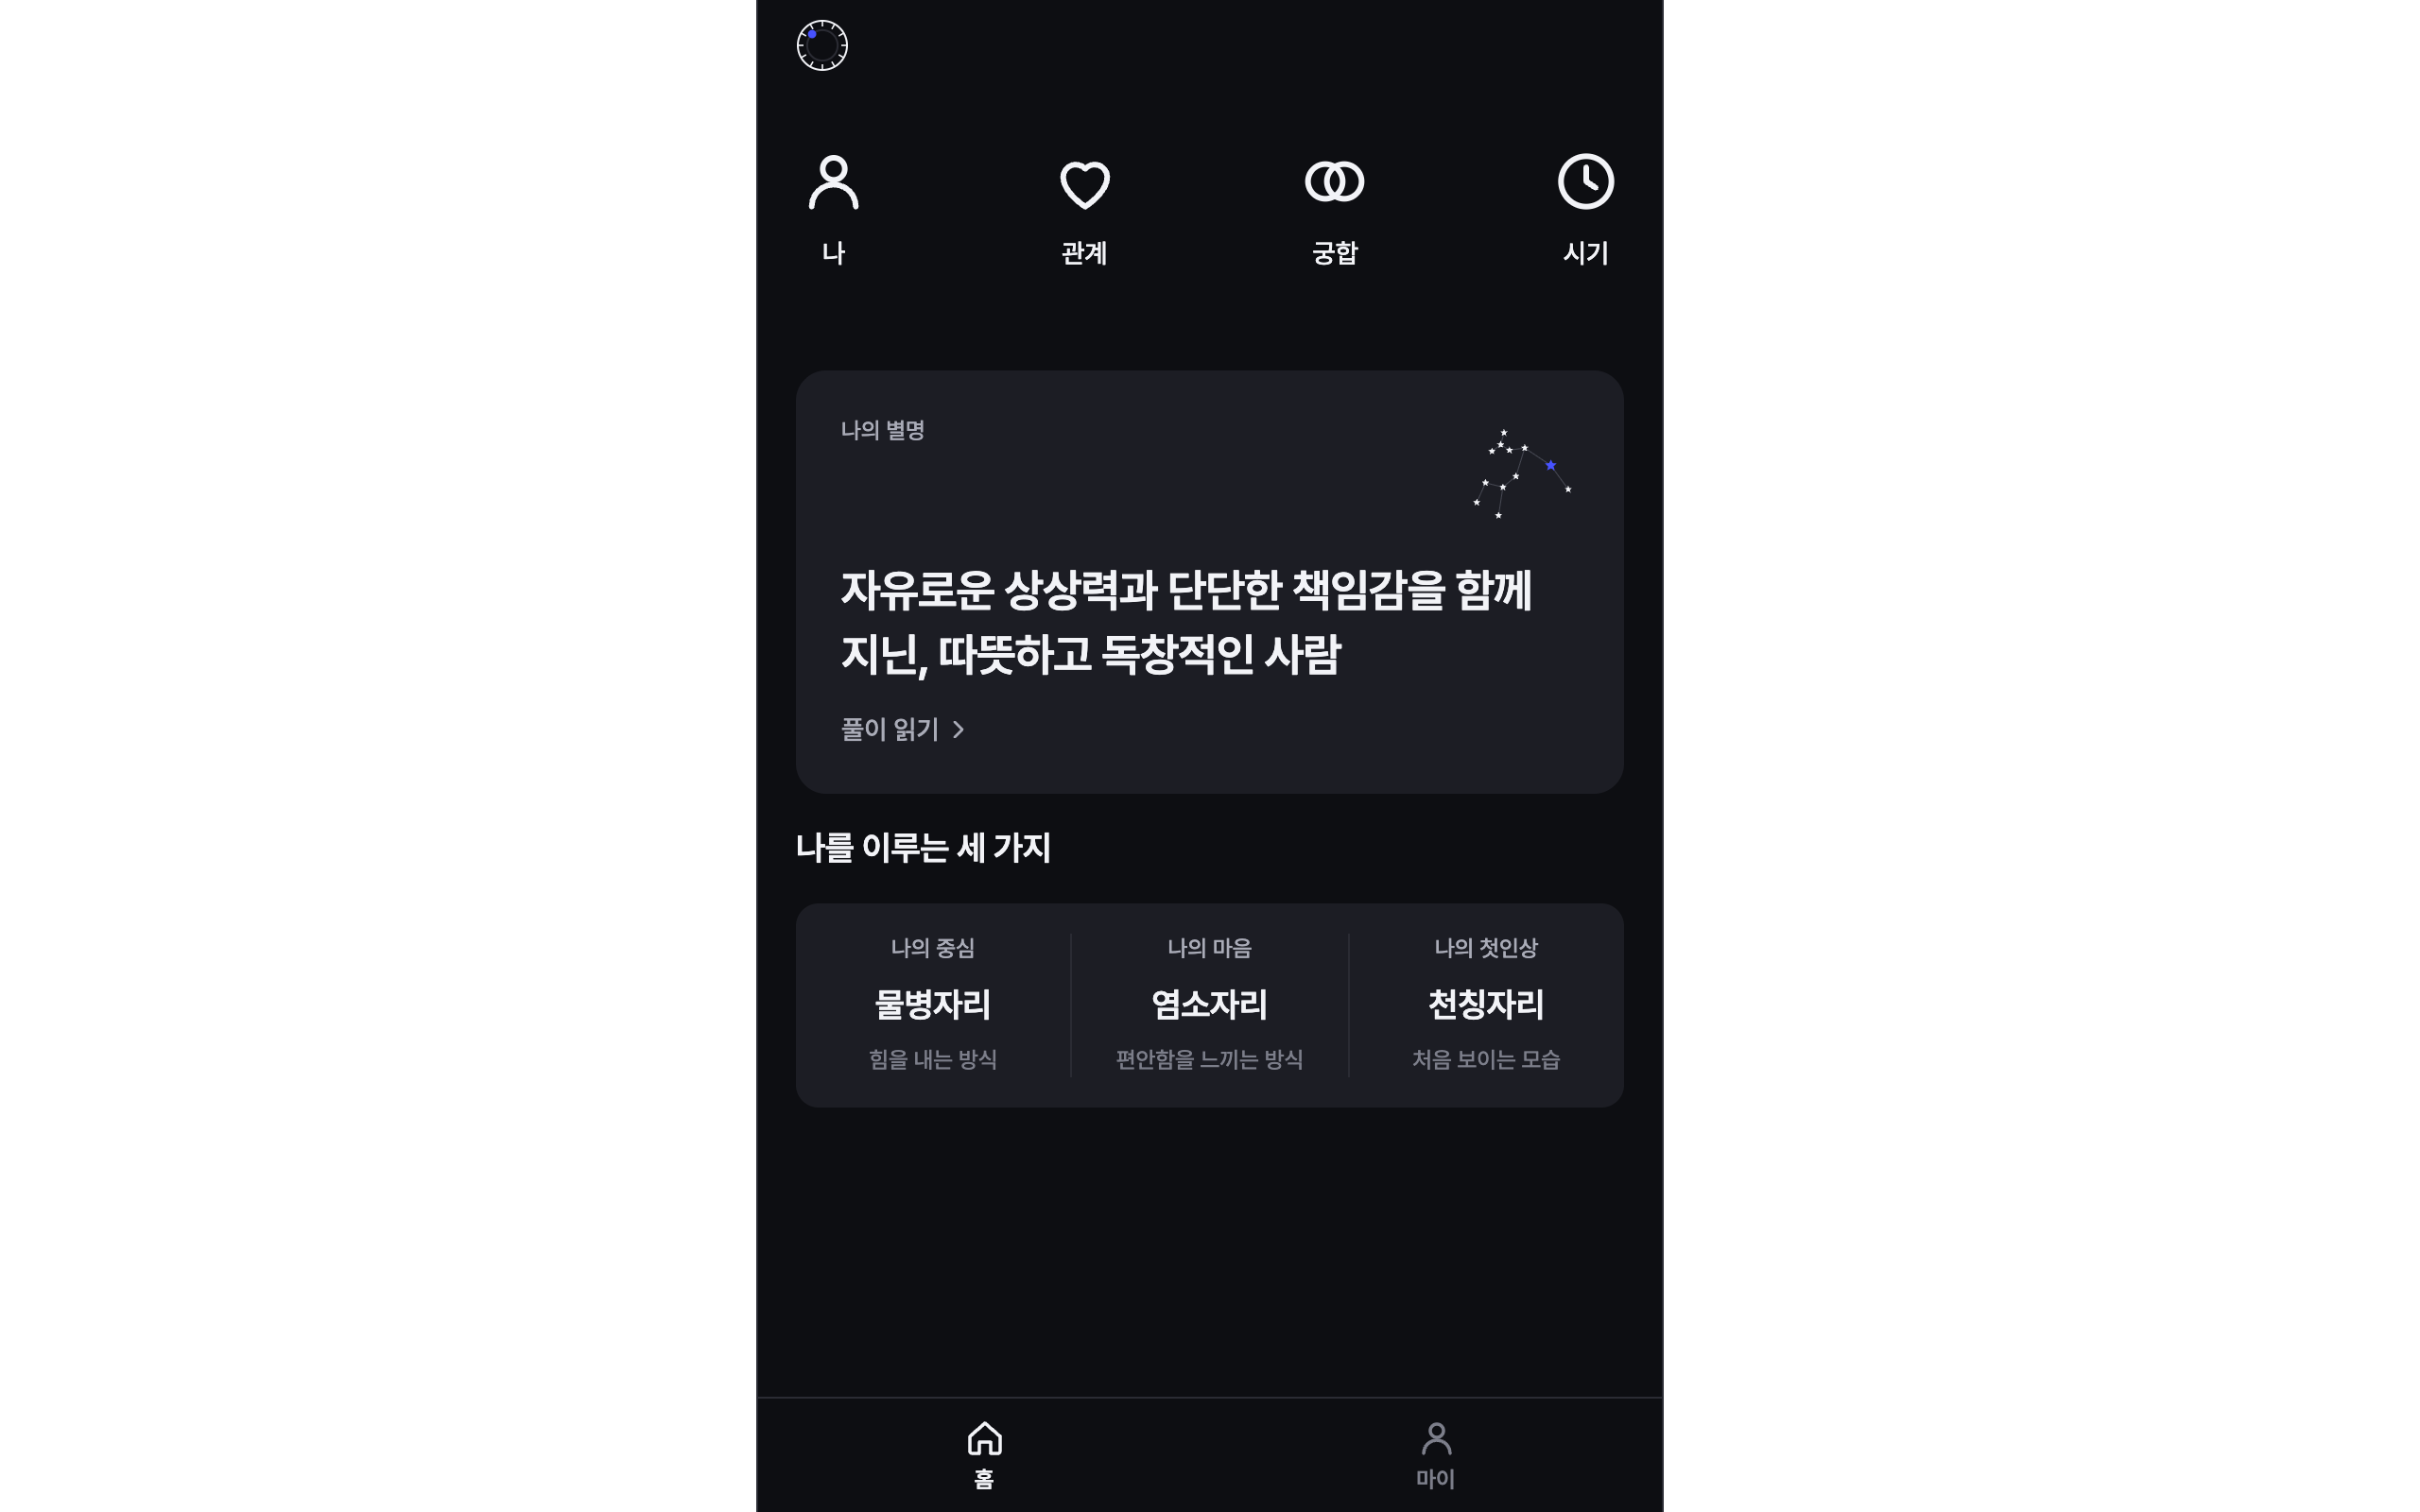 나
관계
궁합
시기
나의 별명
자유로운 상상력과 단단한 책임감을 함께
지닌, 따뜻하고 독창적인 사람
풀이 읽기
나를 이루는 세 가지
나의 중심
물병자리
힘을 내는 방식
나의 마음
염소자리
편안함을 느끼는 방식
나의 첫인상
천칭자리
처음 보이는 모습
홈
마이